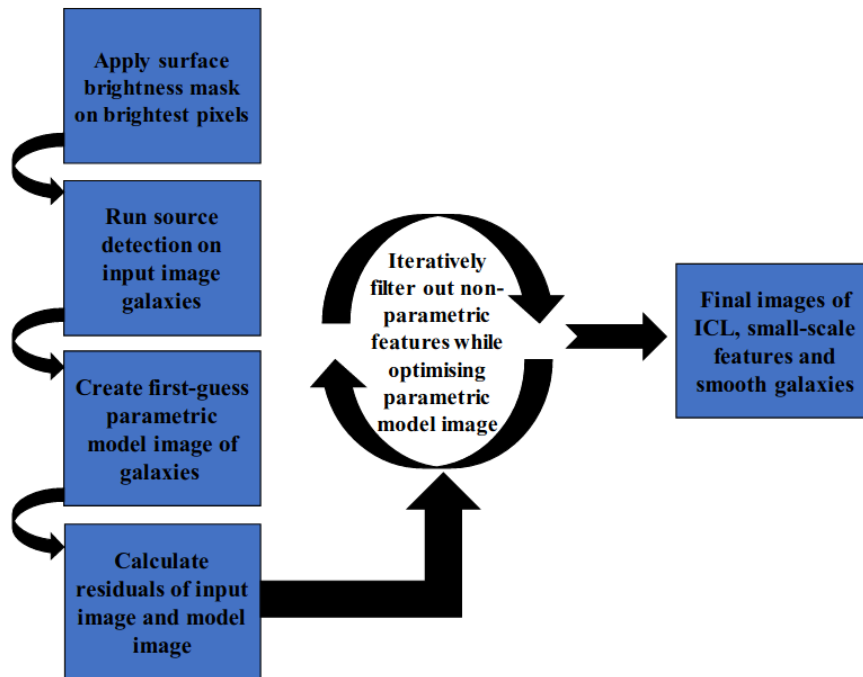 Apply surface
brightness mask
on brightest pixels
Run source
detection on
input image
galaxies
Create first-guess
parametric
model image of
galaxies
Calculate
residuals of input
image and model
image
Iteratively
filter out non-
parametric
features while
optimising
parametric
model image
Final images of
ICL, small-scale
features and
smooth galaxies